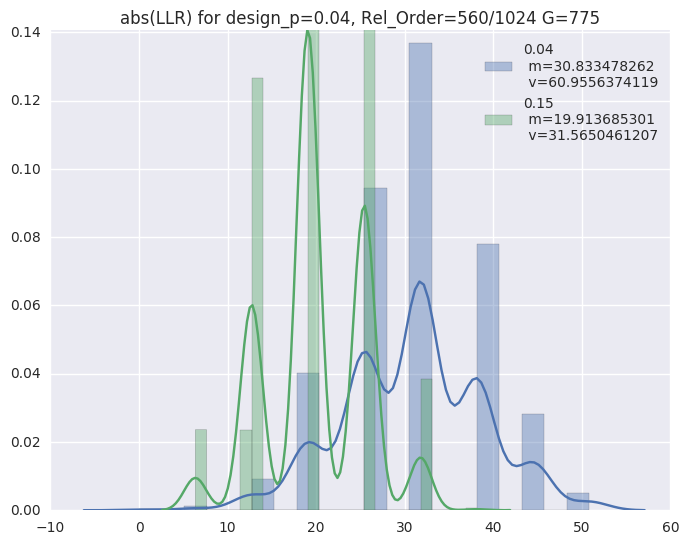 abs(LLR) for design_p=0.04, Rel_Order=560/1024 G=775
0.04
m=30.833478262
v=60.9556374119
0.15
m=19.913685301
v=31.5650461207
0.14
0.12
0.10
0.08
0.06
0.04
0.02
0.00
−10 0 10 20 30 40 50 60